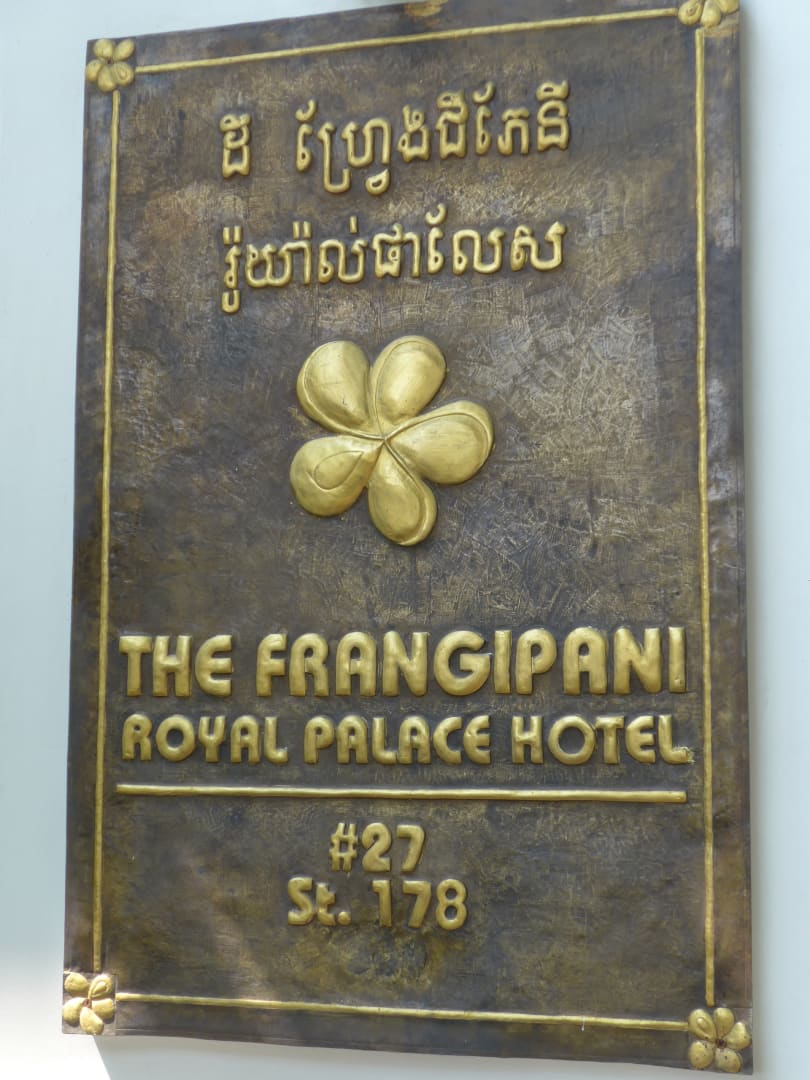 ឌឺ ហ្វ្រែងជីភែនី
រ៉ូយ៉ាល់ផាលែស
THE FRANGIPANI
ROYAL PALACE HOTEL
#27
St. 178